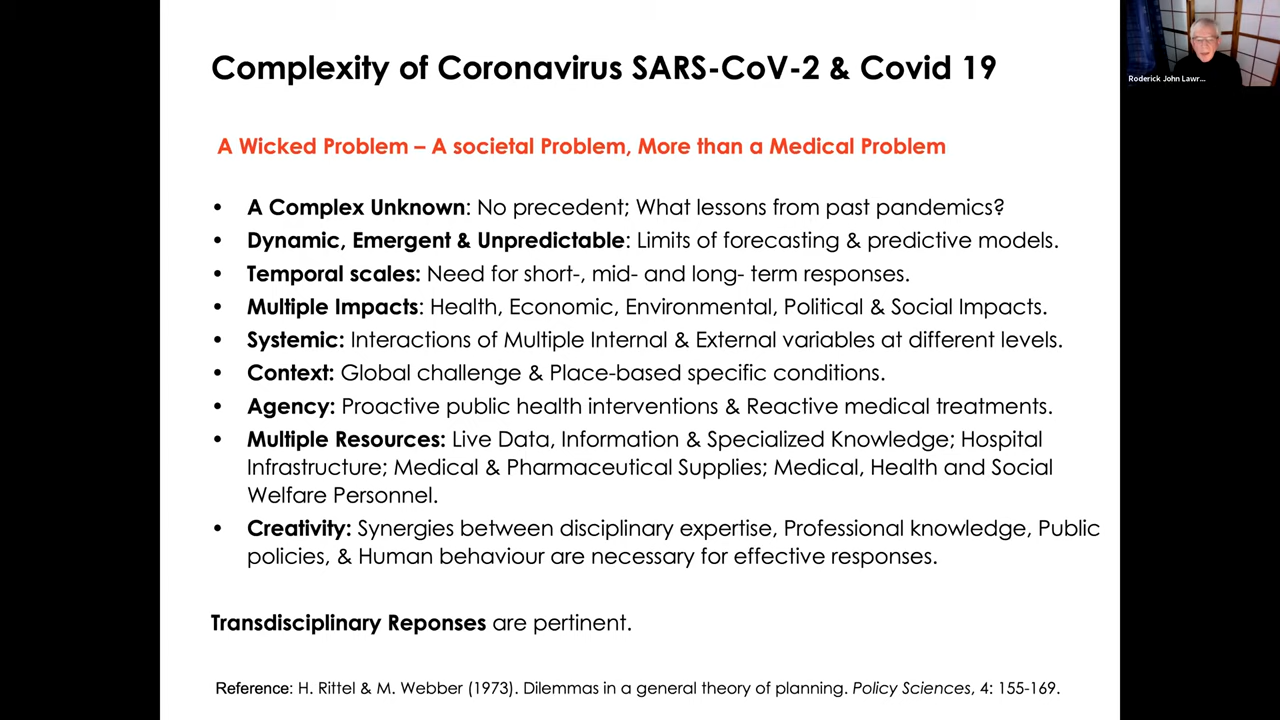 Complexity of Coronavirus SARS-CoV-2 & Covid 19
Roderick John Lawr...
A Wicked Problem – A societal Problem, More than a Medical Problem
• A Complex Unknown: No precedent; What lessons from past pandemics?
• Dynamic, Emergent & Unpredictable: Limits of forecasting & predictive models.
• Temporal scales: Need for short-, mid- and long- term responses.
• Multiple Impacts: Health, Economic, Environmental, Political & Social Impacts.
• Systemic: Interactions of Multiple Internal & External variables at different levels.
• Context: Global challenge & Place-based specific conditions.
• Agency: Proactive public health interventions & Reactive medical treatments.
• Multiple Resources: Live Data, Information & Specialized Knowledge; Hospital
Infrastructure; Medical & Pharmaceutical Supplies; Medical, Health and Social
Welfare Personnel.
• Creativity: Synergies between disciplinary expertise, Professional knowledge, Public
policies, & Human behaviour are necessary for effective responses.
Transdisciplinary Reponses are pertinent.
Reference: H. Rittel & M. Webber (1973). Dilemmas in a general theory of planning. Policy Sciences, 4: 155-169.